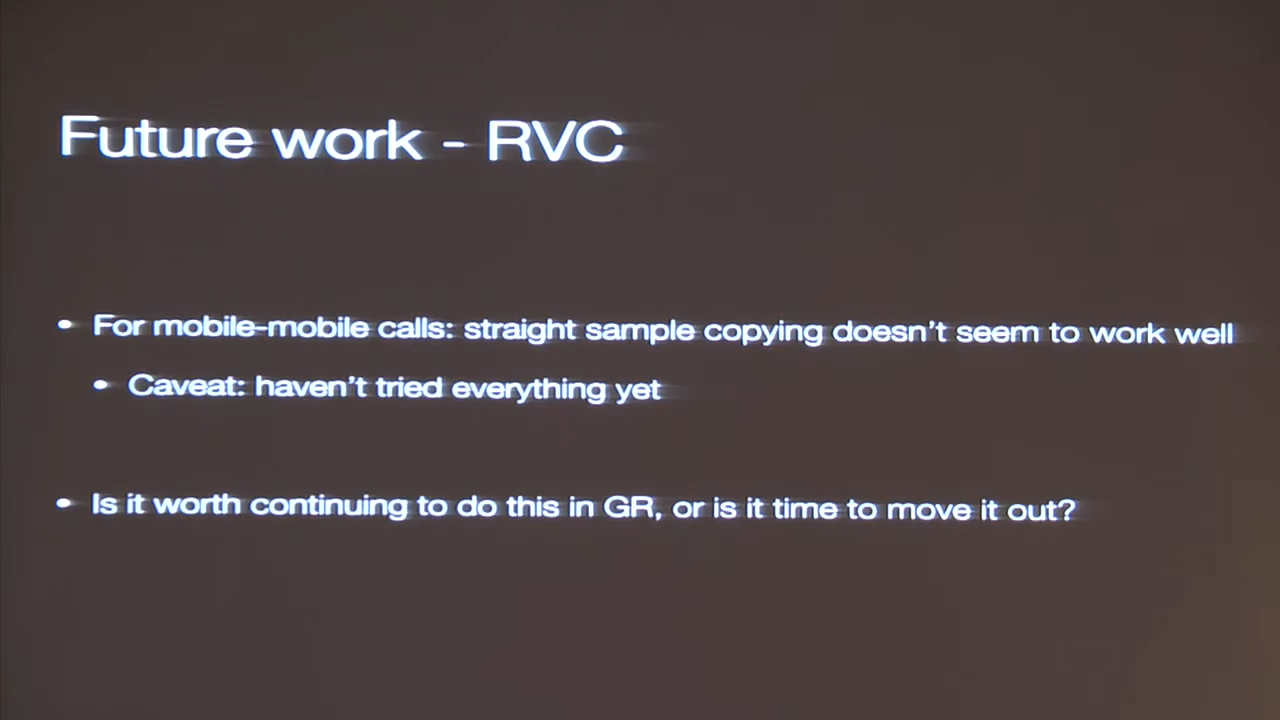 Future work - RVC
• For mobile-mobile calls: straight sample copying doesn't seem to work well
• Caveat: haven't tried everything yet
• Is it worth continuing to do this in GR, or is it time to move it out?